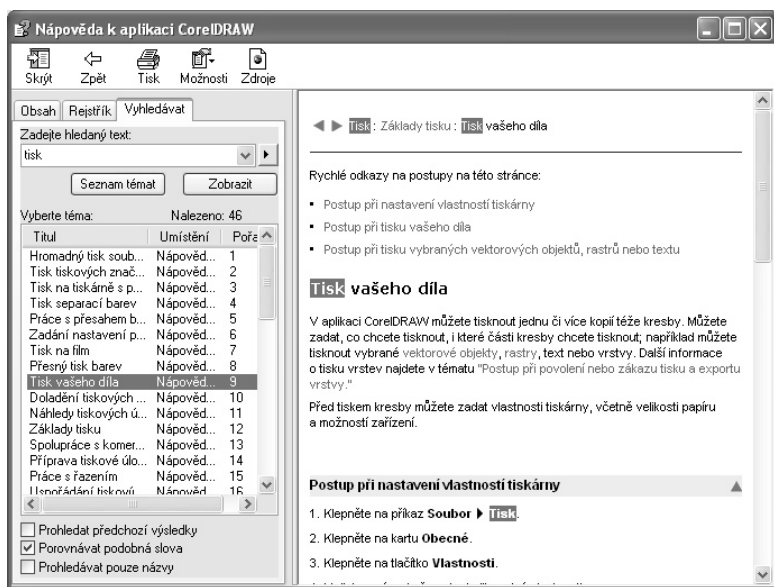 Nápověda k aplikaci CorelDRAW
Skrýt Zpět Tisk Možnosti Zdroje
Obsah Rejstřík Vyhledávat
Zadejte hledaný text:
tisk
Seznam témat Zobrazit
Vyberte téma: Nalezeno: 46
Titul Umístění Pořa
Hromadný tisk soub... Nápověd... 1
Tisk tiskových znač... Nápověd... 2
Tisk na tiskárně s p... Nápověd... 3
Tisk separací barev Nápověd... 4
Práce s přesahem b... Nápověd... 5
Zadání nastavení p... Nápověd... 6
Tisk na film Nápověd... 7
Přesný tisk barev Nápověd... 8
Tisk vašeho díla Nápověd... 9
Doladění tiskových ... Nápověd... 10
Náhledy tiskových ú... Nápověd... 11
Základy tisku Nápověd... 12
Spolupráce s komer... Nápověd... 13
Příprava tiskové úlo... Nápověd... 14
Práce s řazením Nápověd... 15
Uspořádání tiskovú... Nápověd... 16
Prohledat předchozí výsledky
Porovnávat podobná slova
Prohledávat pouze názvy
Tisk : Základy tisku : Tisk vašeho díla
Rychlé odkazy na postupy na této stránce:
▪ Postup při nastavení vlastností tiskárny
▪ Postup při tisku vašeho díla
▪ Postup při tisku vybraných vektorových objektů, rastrů nebo textu
Tisk vašeho díla
V aplikaci CorelDRAW můžete tisknout jednu či více kopií téže kresby. Můžete
zadat, co chcete tisknout, i které části kresby chcete tisknout; například můžete
tisknout vybrané vektorové objekty, rastry, text nebo vrstvy. Další informace
o tisku vrstev najdete v tématu "Postup při povolení nebo zákazu tisku a exportu
vrstvy."
Před tiskem kresby můžete zadat vlastnosti tiskárny, včetně velikosti papíru
a možností zařízení.
Postup při nastavení vlastností tiskárny
1. Klepněte na příkaz Soubor ▶ Tisk.
2. Klepněte na kartu Obecné.
3. Klepněte na tlačítko Vlastnosti.